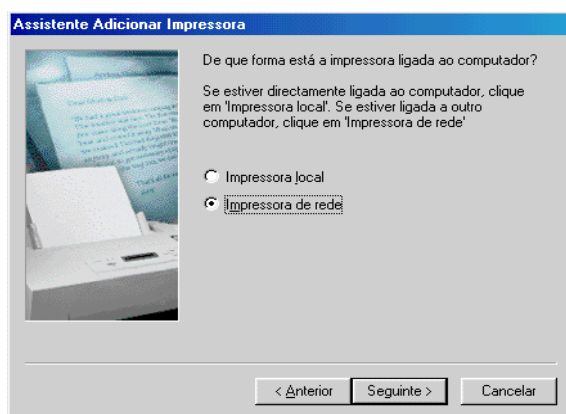 Assistente Adicionar Impressora
De que forma está a impressora ligada ao computador?
Se estiver directamente ligada ao computador, clique
em 'Impressora local'. Se estiver ligada a outro
computador, clique em 'Impressora de rede'
Impressora local
Impressora de rede
< Anterior
Seguinte >
Cancelar